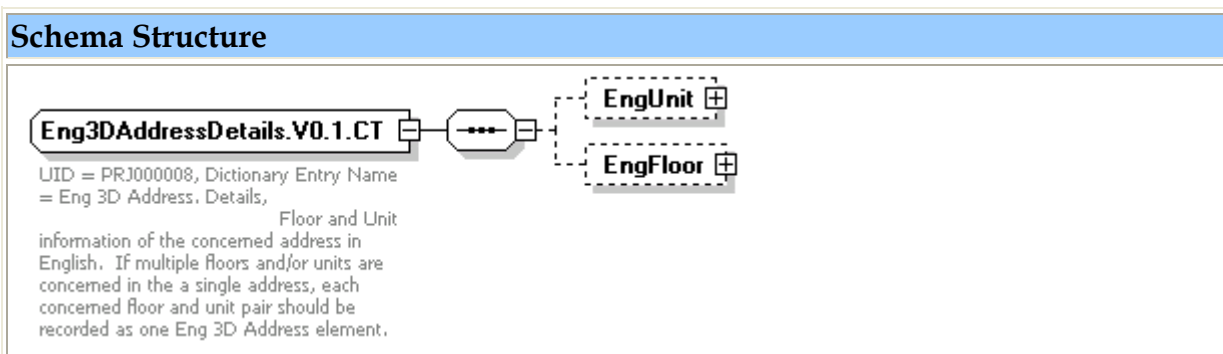 Schema Structure
EngUnit
Eng3DAddressDetails.V0.1.CT
EngFloor
UID = PRJ000008, Dictionary Entry Name
= Eng 3D Address. Details,
Floor and Unit
information of the concerned address in
English. If multiple floors and/or units are
concerned in the a single address, each
concerned floor and unit pair should be
recorded as one Eng 3D Address element.